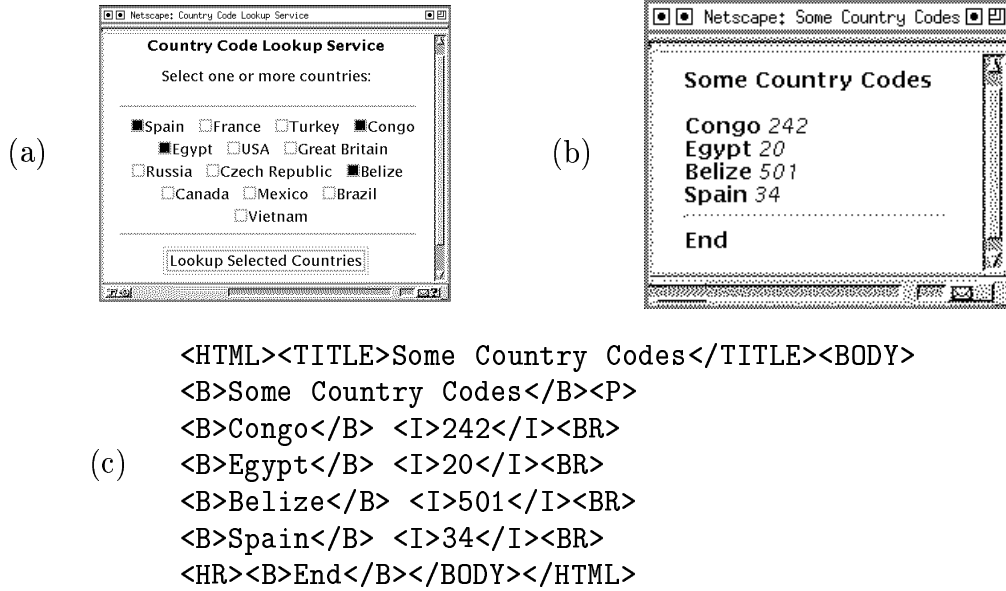 (a)
Netscape: Country Code Lookup Service
Country Code Lookup Service
Select one or more countries:
Spain France Turkey Congo
Egypt USA Great Britain
Russia Czech Republic Belize
Canada Mexico Brazil
Vietnam
Lookup Selected Countries
(b)
Netscape: Some Country Codes
Some Country Codes
Congo 242
Egypt 20
Belize 501
Spain 34
End
(c)
<HTML><TITLE>Some Country Codes</TITLE><BODY>
<B>Some Country Codes</B><P>
<B>Congo</B> <I>242</I><BR>
<B>Egypt</B> <I>20</I><BR>
<B>Belize</B> <I>501</I><BR>
<B>Spain</B> <I>34</I><BR>
<HR><B>End</B></BODY></HTML>